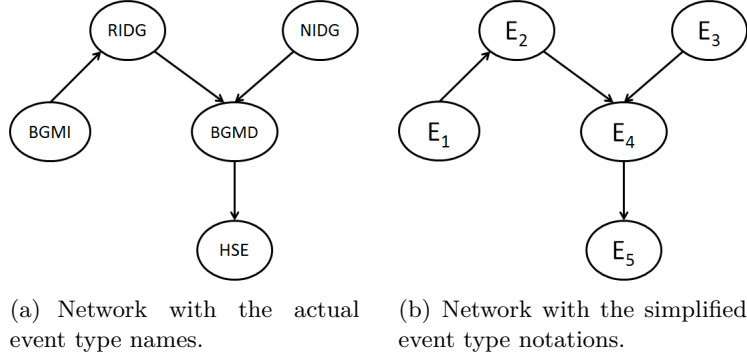 RIDG
NIDG
BGMI
BGMD
HSE
(a) Network with the actual
event type names.
E2
E3
E1
E4
E5
(b) Network with the simplified
event type notations.